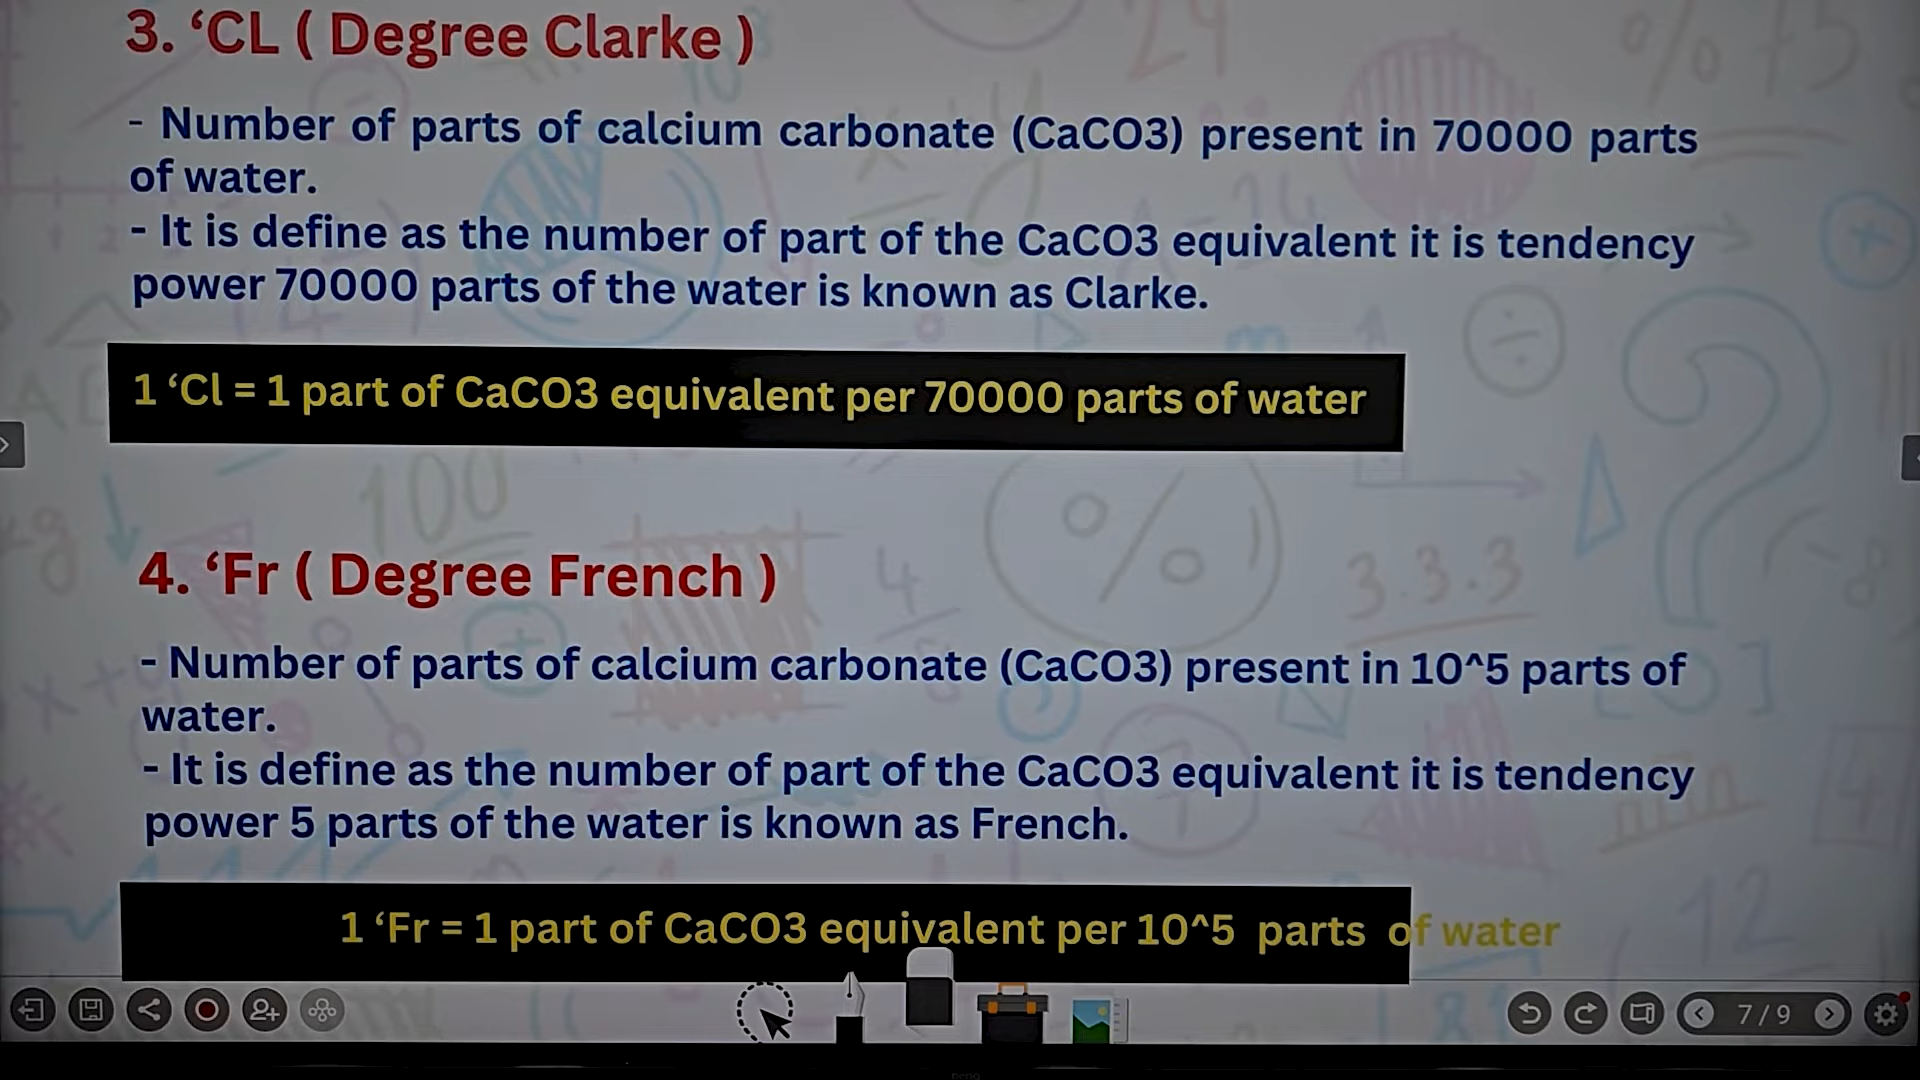 3. ‘CL ( Degree Clarke )
- Number of parts of calcium carbonate (CaCO3) present in 70000 parts
of water.
- It is define as the number of part of the CaCO3 equivalent it is tendency
power 70000 parts of the water is known as Clarke.
1 ‘Cl = 1 part of CaCO3 equivalent per 70000 parts of water
4. ‘Fr ( Degree French )
- Number of parts of calcium carbonate (CaCO3) present in 10^5 parts of
water.
- It is define as the number of part of the CaCO3 equivalent it is tendency
power 5 parts of the water is known as French.
1 ‘Fr = 1 part of CaCO3 equivalent per 10^5 parts of water
7/9